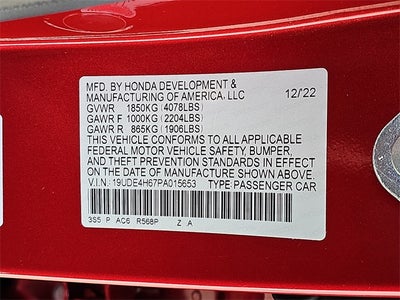 MFD. BY HONDA DEVELOPMENT &
MANUFACTURING OF AMERICA, LLC 12/22
GVWR 1850KG (4078LBS)
GAWR F 1000KG (2204LBS)
GAWR R 865KG (1906LBS)
THIS VEHICLE CONFORMS TO ALL APPLICABLE
FEDERAL MOTOR VEHICLE SAFETY, BUMPER,
AND THEFT PREVENTION STANDARDS IN EFFECT
ON THE DATE OF MANUFACTURE SHOWN ABOVE.
V.I.N.: 19UDE4H67PA015653 TYPE:PASSENGER CAR
3S5 P AC6 R568P Z A